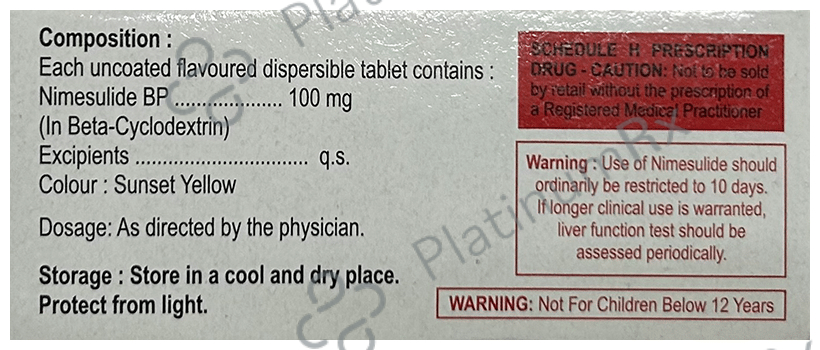 Composition :
Each uncoated flavoured dispersible tablet contains :
Nimesulide BP .................... 100 mg
(In Beta-Cyclodextrin)
Excipients ................................ q.s.
Colour : Sunset Yellow
Dosage: As directed by the physician.
Storage : Store in a cool and dry place.
Protect from light.
SCHEDULE H PRESCRIPTION
DRUG - CAUTION: Not to be sold
by retail without the prescription of
a Registered Medical Practitioner
Warning : Use of Nimesulide should
ordinarily be restricted to 10 days.
If longer clinical use is warranted,
liver function test should be
assessed periodically.
WARNING: Not For Children Below 12 Years
PlatinumRx